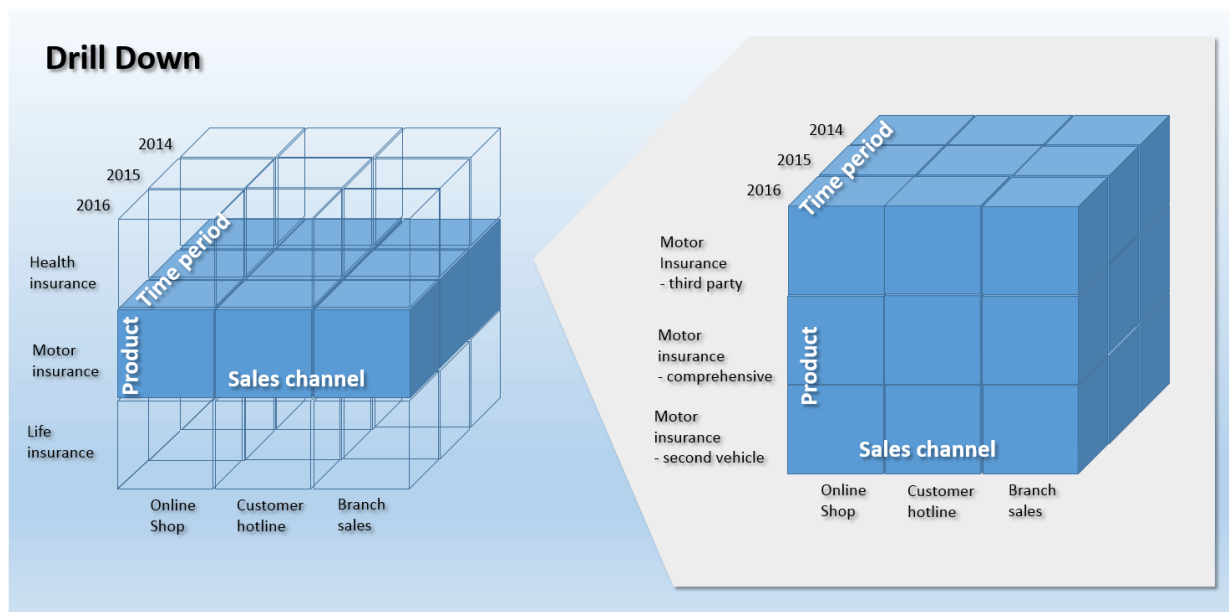 Drill Down
2014
2015
2016
Time period
Health
insurance
Motor
insurance
Product
Sales channel
Life
insurance
Online
Shop
Customer
hotline
Branch
sales
2014
2015
2016
Time period
Motor
Insurance
- third party
Motor
insurance
- comprehensive
Product
Motor
insurance
- second vehicle
Sales channel
Online
Shop
Customer
hotline
Branch
sales